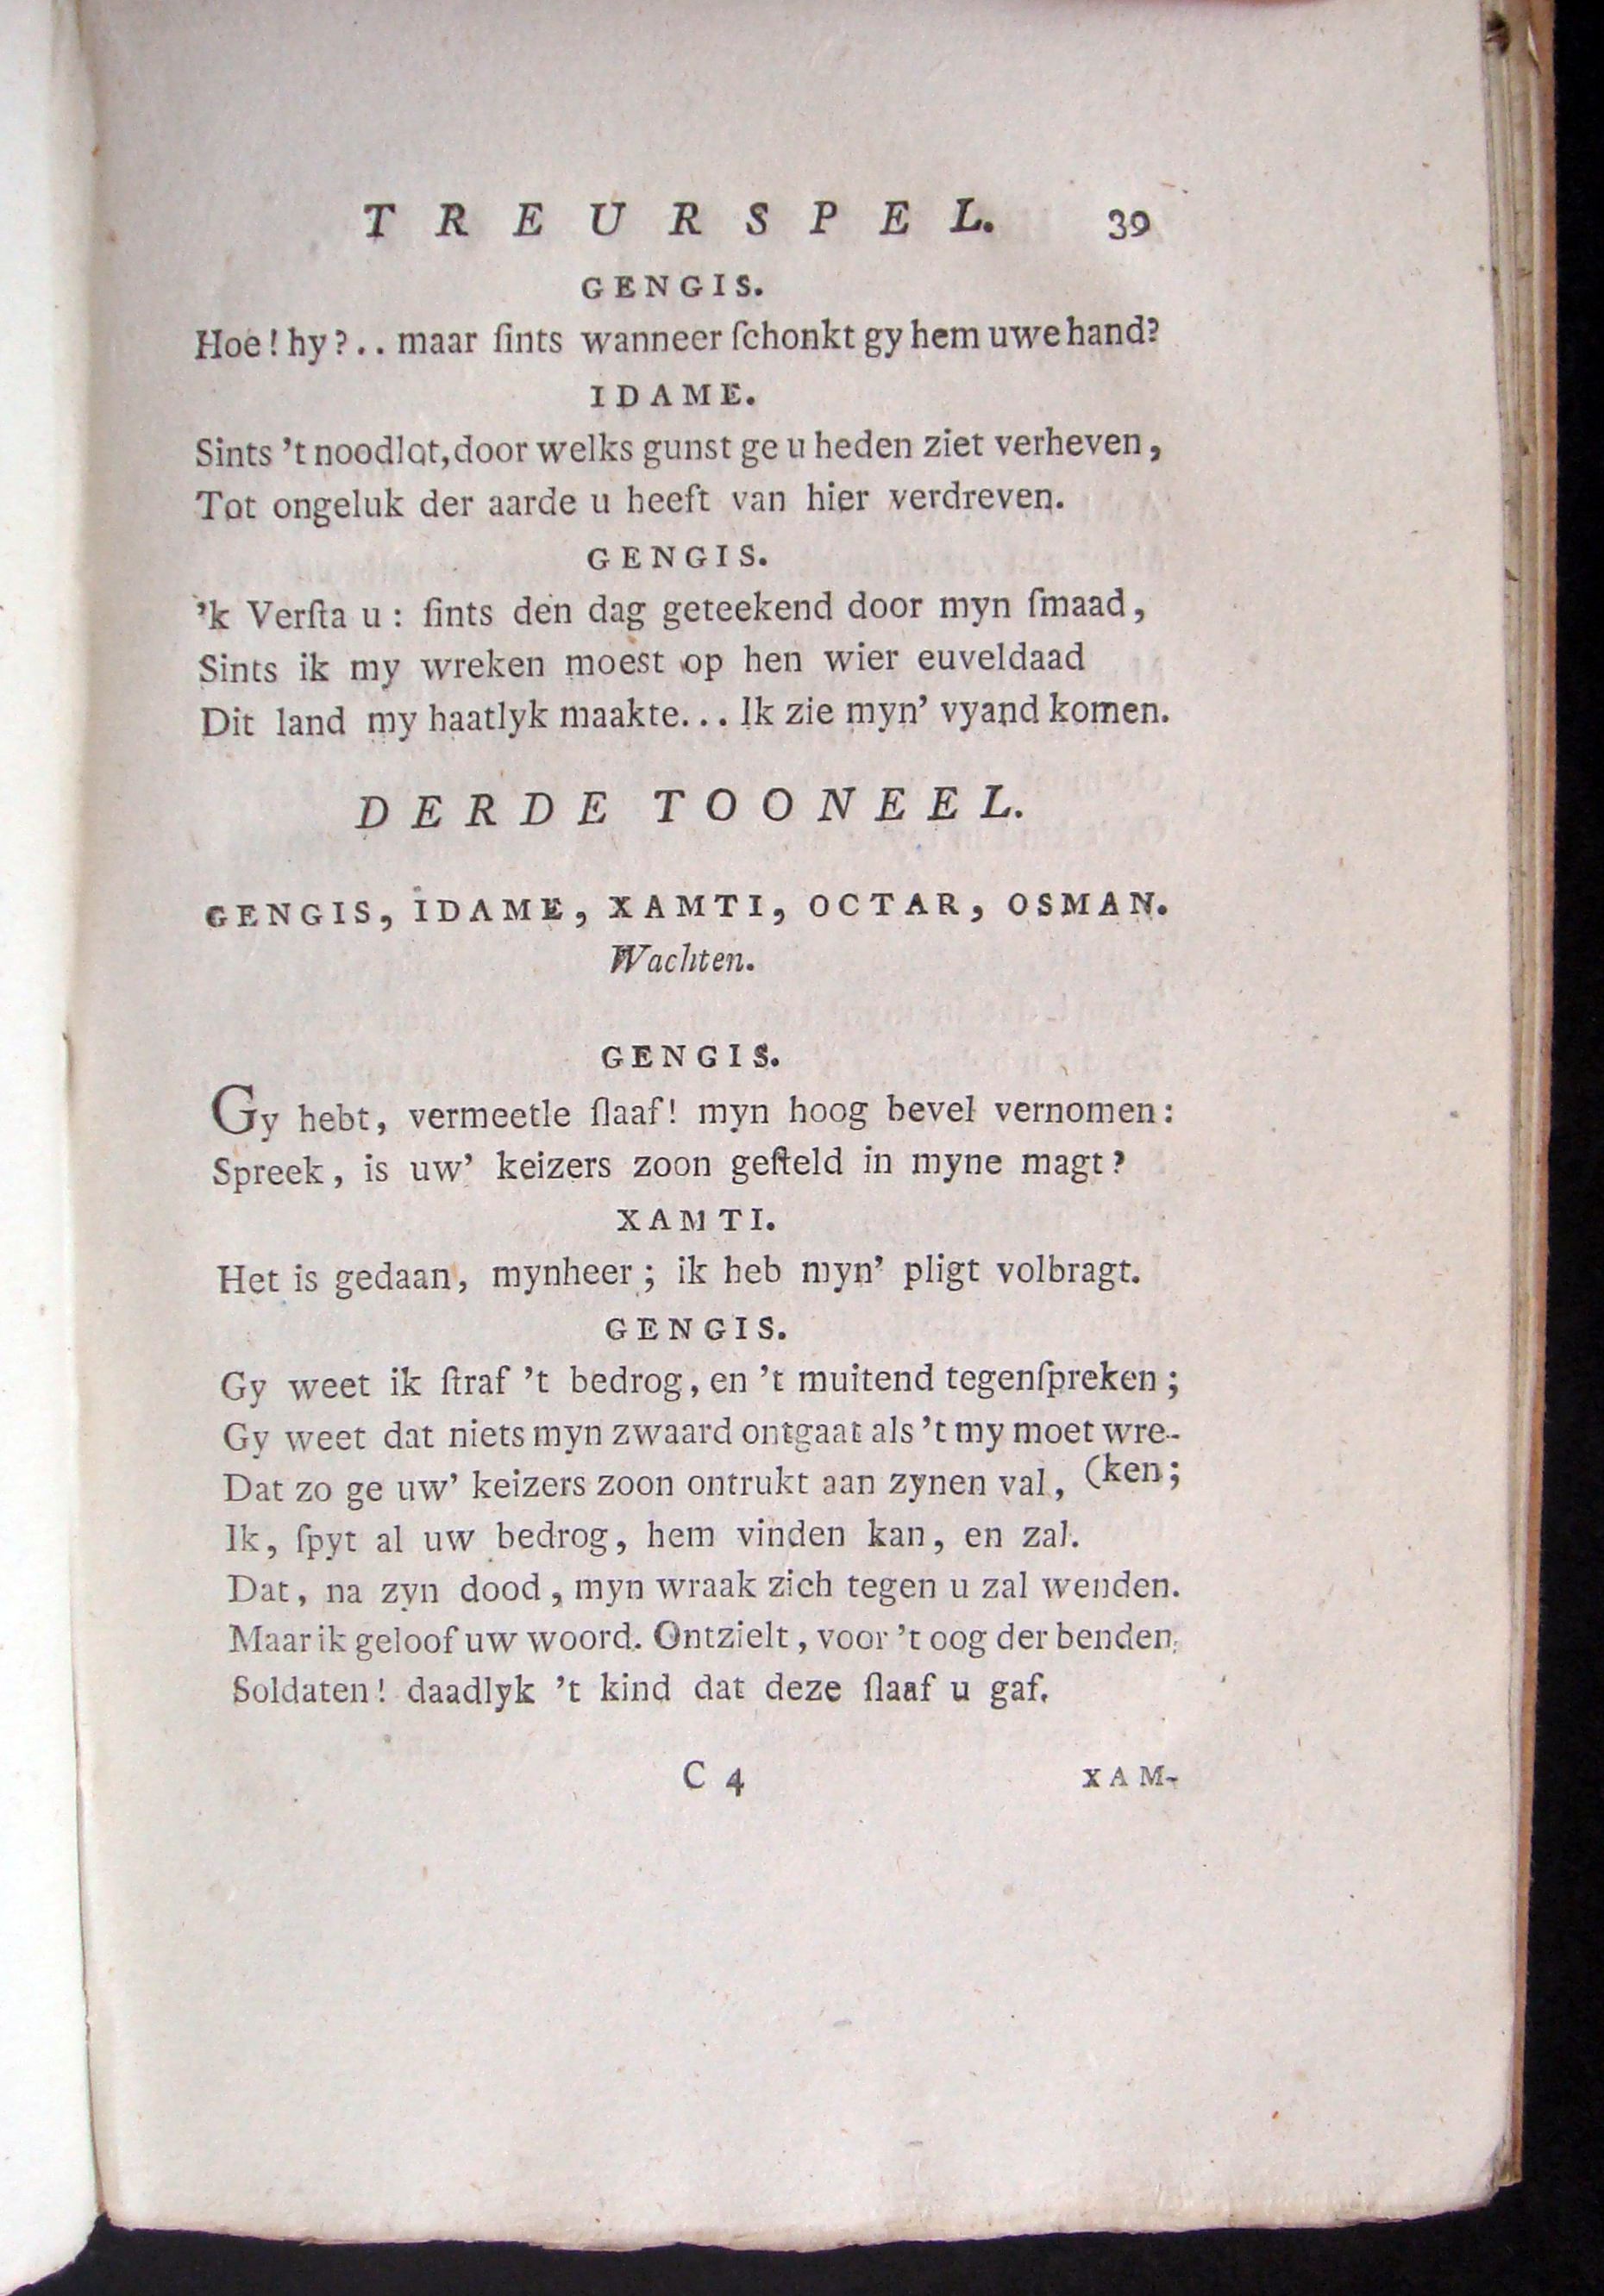 TREURSPEL. 39
GENGIS.
Hoe! hy?.. maar ſints wanneer ſchonkt gy hem uwe hand?
IDAME.
Sints 't noodlot, door welks gunst ge u heden ziet verheven,
Tot ongeluk der aarde u heeft van hier verdreven.
GENGIS.
'k Verſta u: ſints den dag geteekend door myn ſmaad,
Sints ik my wreken moest op hen wier euveldaad
Dit land my haatlyk maakte... Ik zie myn' vyand komen.
DERDE TOONEEL.
GENGIS, IDAME, XAMTI, OCTAR, OSMAN.
Wachten.
GENGIS.
Gy hebt, vermeetle ſlaaf! myn hoog bevel vernomen:
Spreek, is uw' keizers zoon geſteld in myne magt?
XAMTI.
Het is gedaan, mynheer; ik heb myn' pligt volbragt.
GENGIS.
Gy weet ik ſtraf 't bedrog, en 't muitend tegenſpreken;
Gy weet dat niets myn zwaard ontgaat als 't my moet wre-
Dat zo ge uw' keizers zoon ontrukt aan zynen val, (ken;
Ik, ſpyt al uw bedrog, hem vinden kan, en zal.
Dat, na zyn dood, myn wraak zich tegen u zal wenden.
Maar ik geloof uw woord. Ontzielt, voor 't oog der benden,
Soldaten! daadlyk 't kind dat deze ſlaaf u gaf.
C 4 XAM-